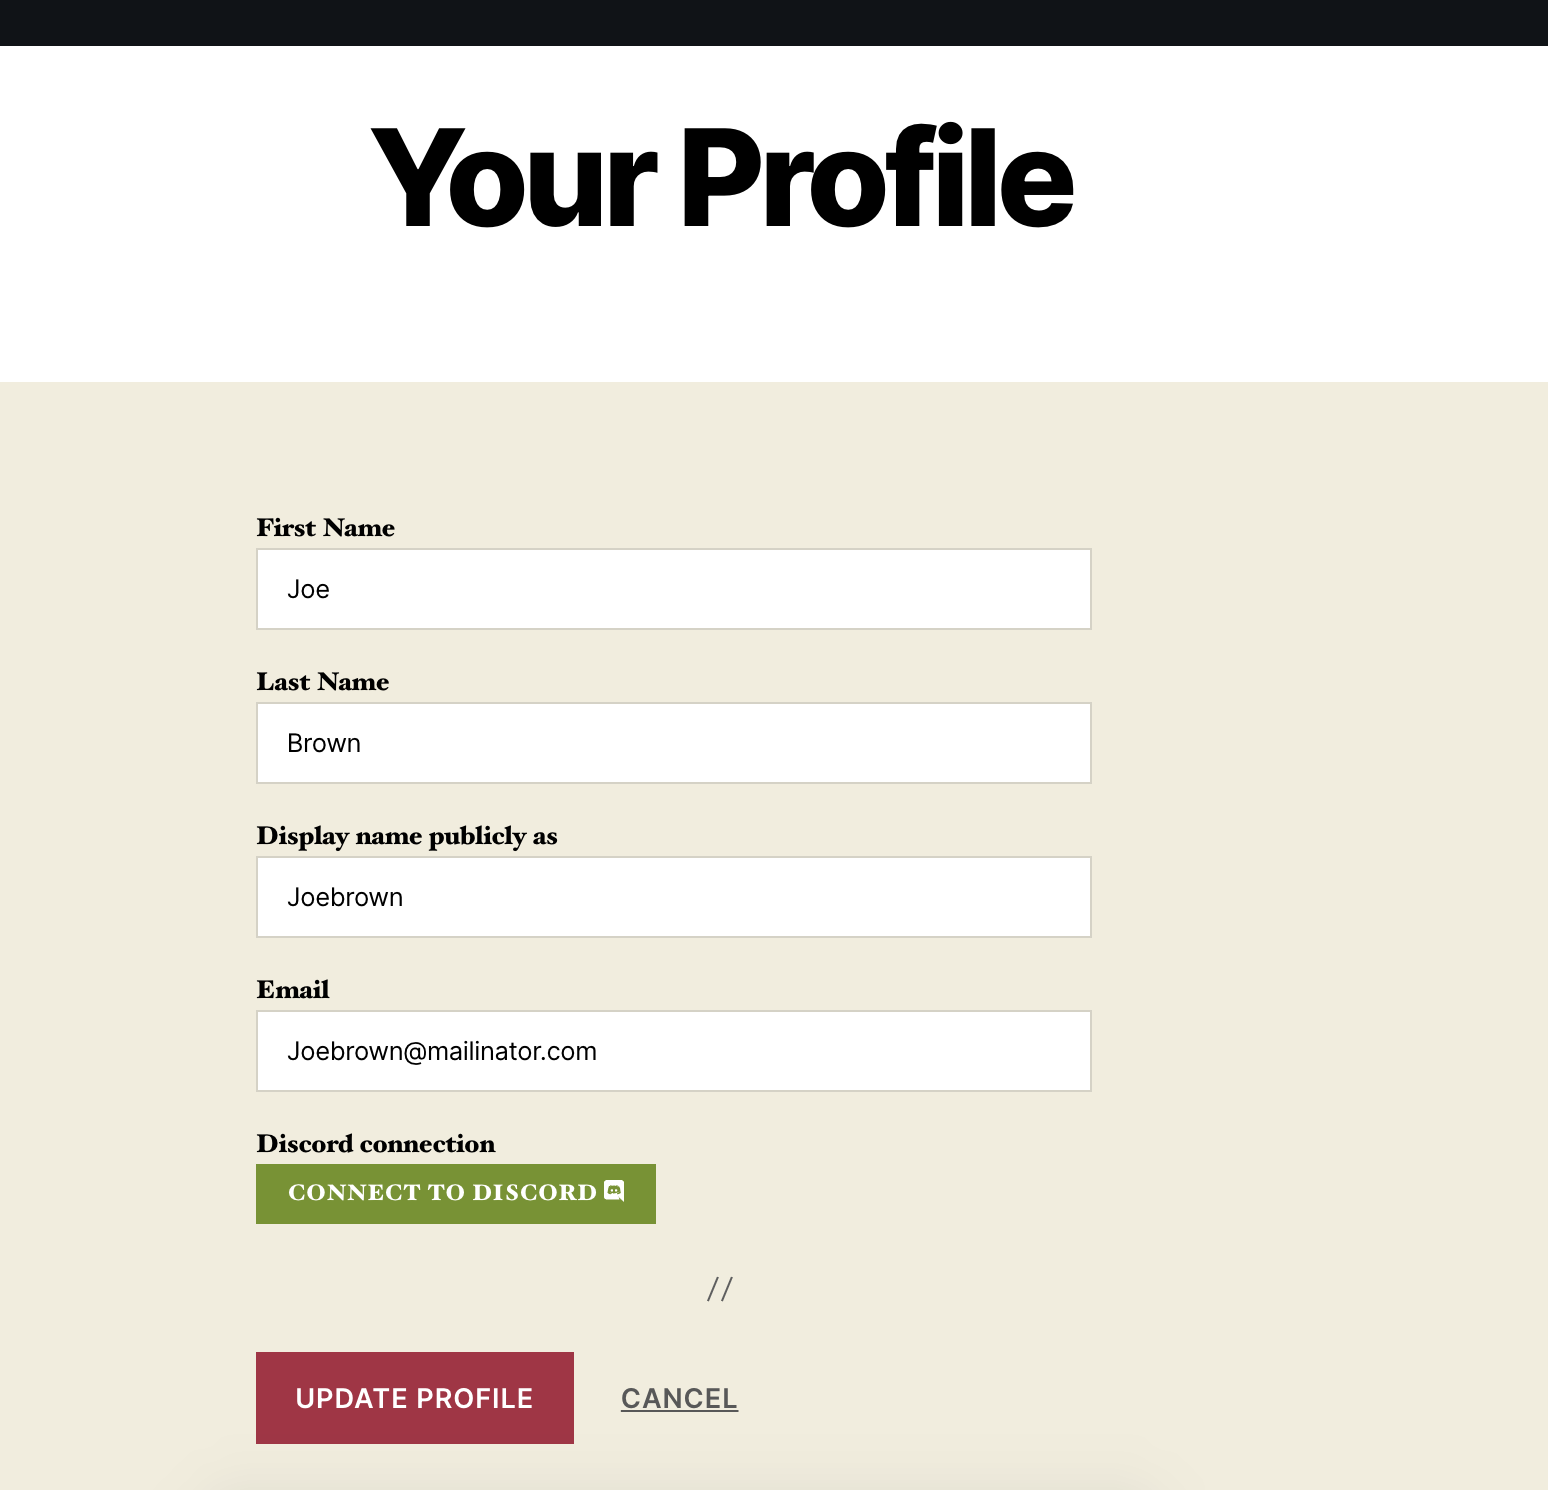 Your Profile
First Name
Joe
Last Name
Brown
Display name publicly as
Joebrown
Email
Joebrown@mailinator.com
Discord connection
CONNECT TO DISCORD
//
UPDATE PROFILE CANCEL